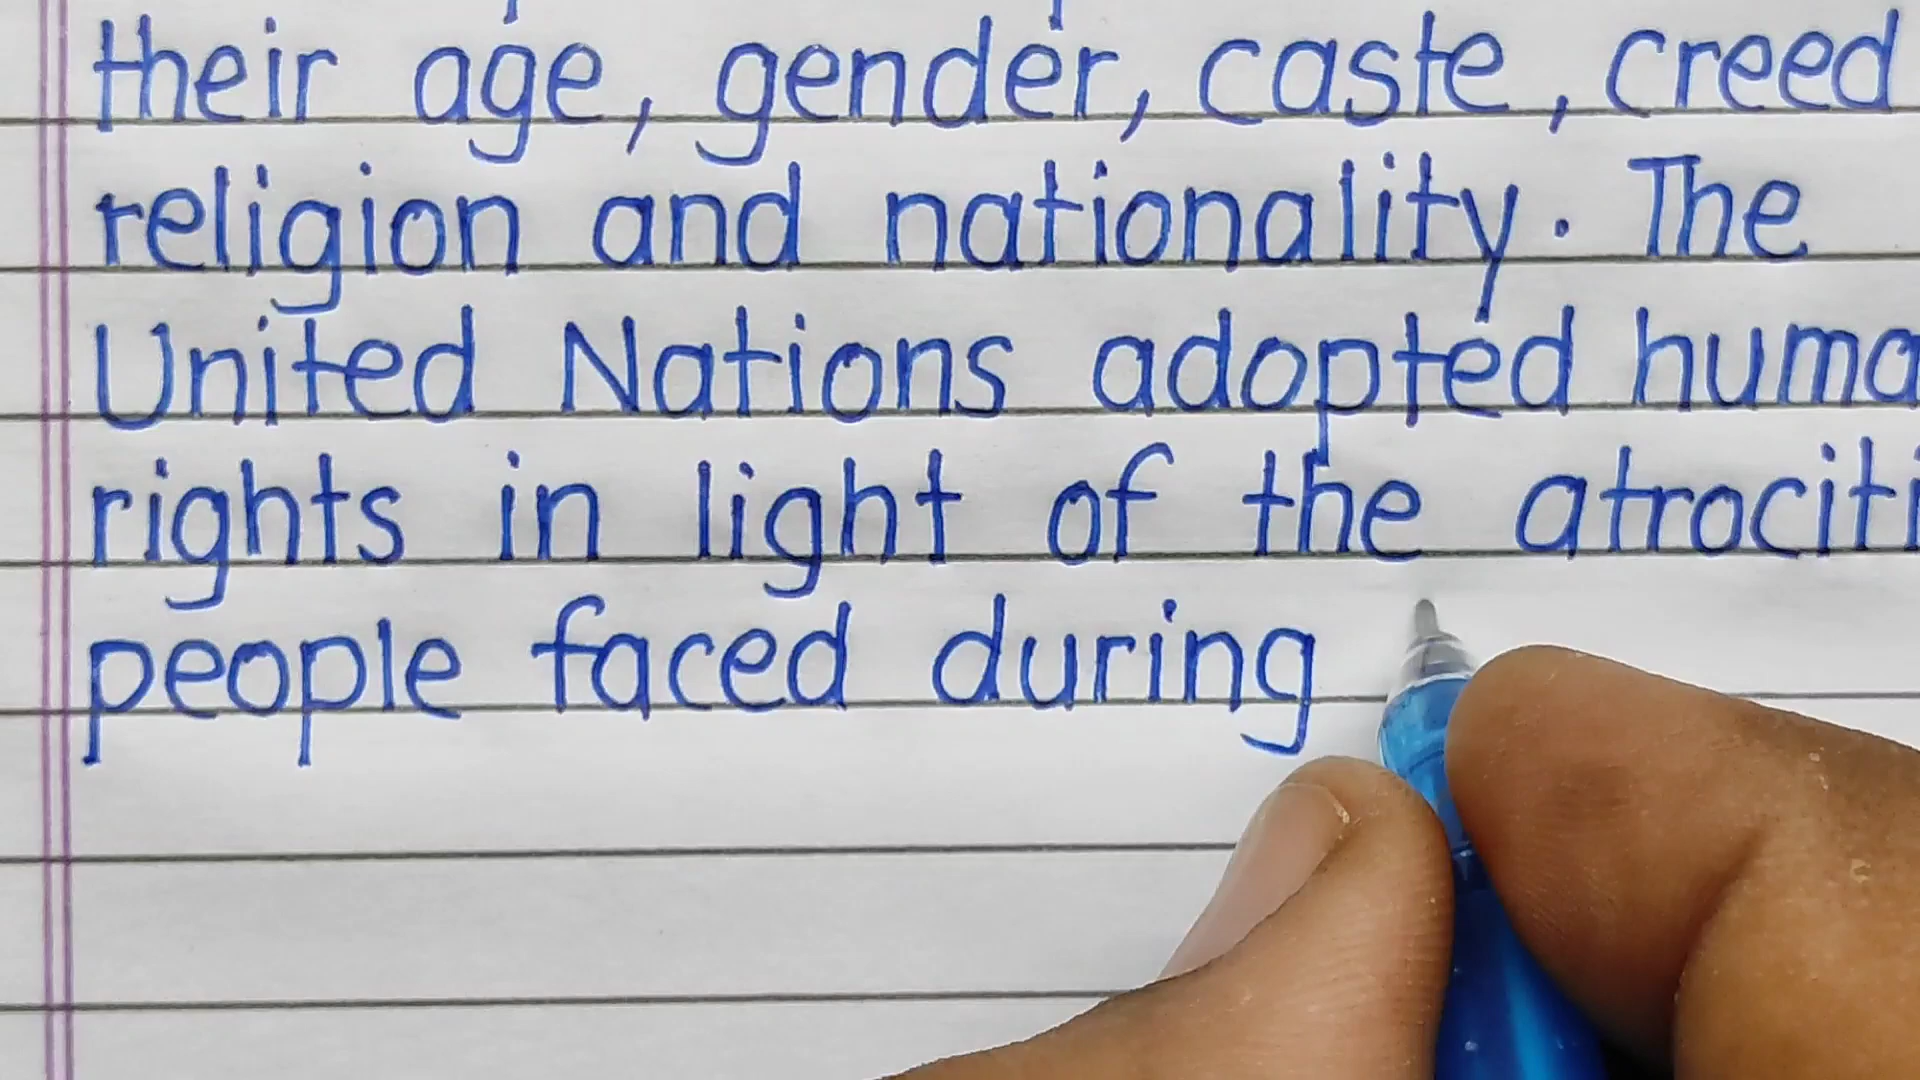 their age, gender, caste, creed
religion and nationality. The
United Nations adopted huma
rights in light of the atrociti
people faced during